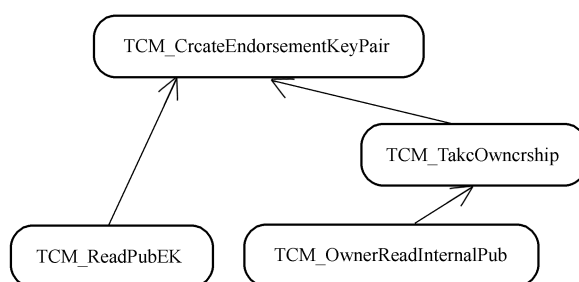 TCM_CrcateEndorsementKeyPair
TCM_TakcOwncrship
TCM_ReadPubEK
TCM_OwnerReadInternalPub